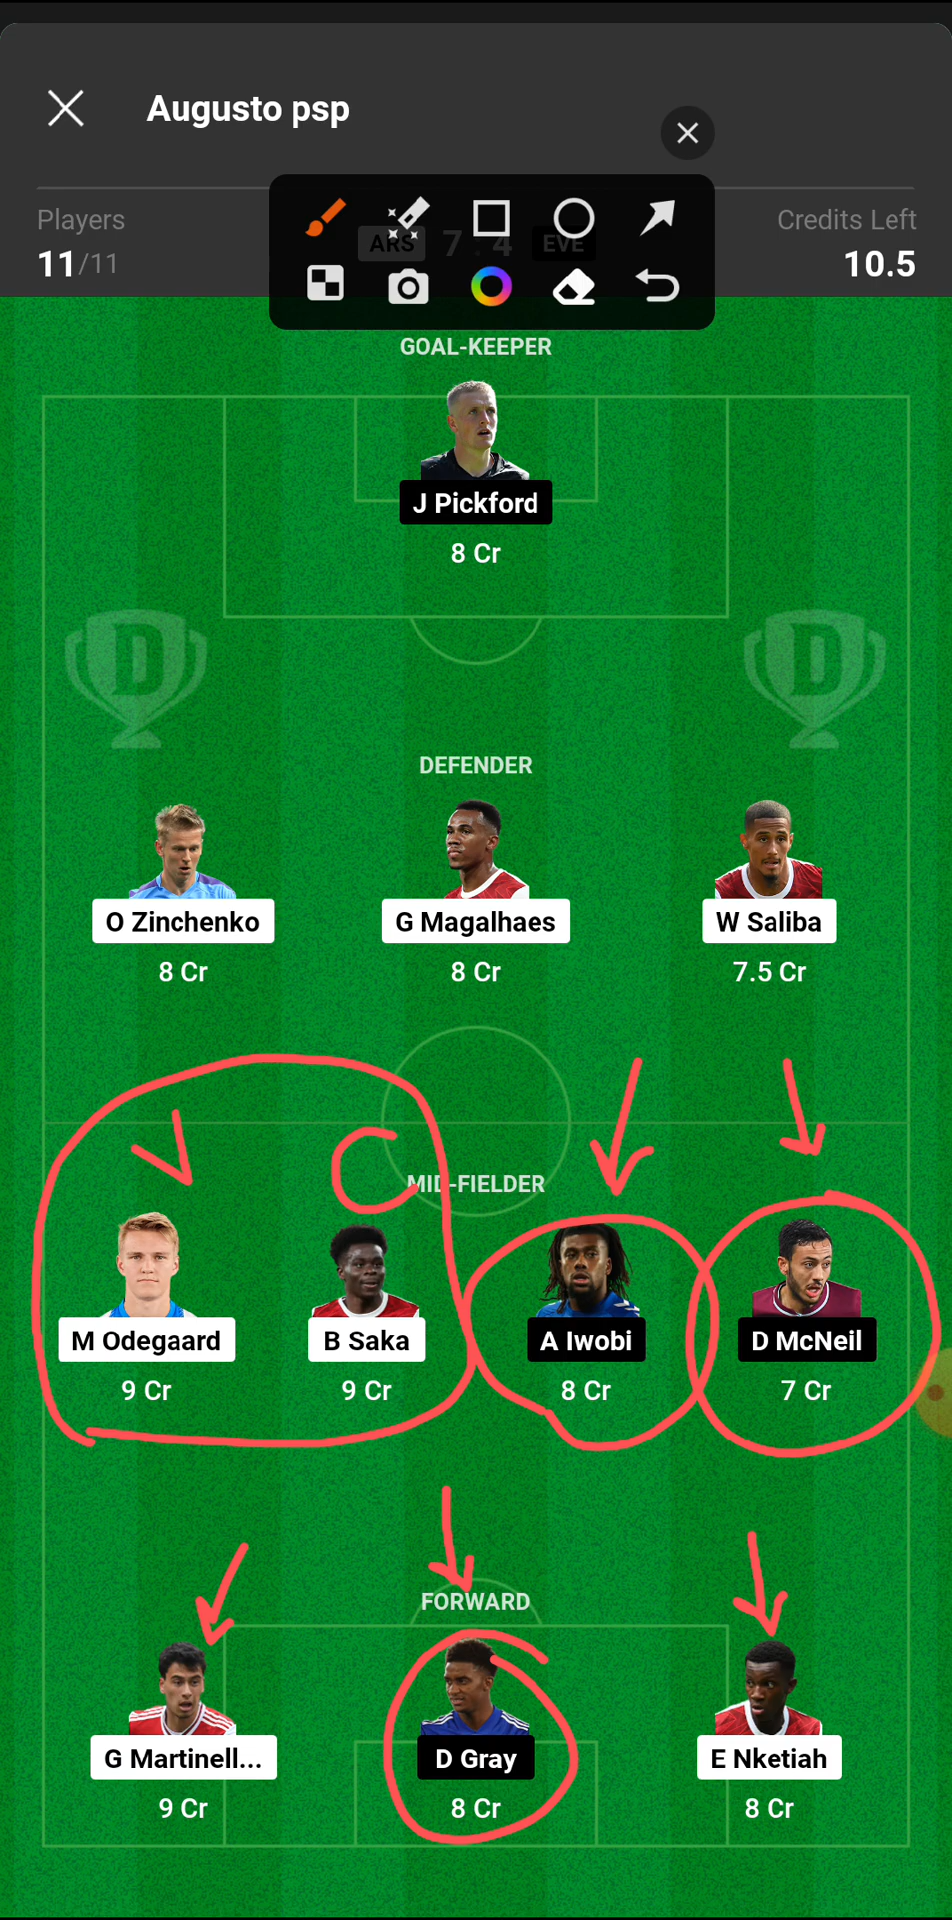 Augusto psp
Players
Credits Left
11/11
ARS 7 : 4 EVE
10.5
GOAL-KEEPER
J Pickford
8 Cr
D D
DEFENDER
O Zinchenko G Magalhaes W Saliba
8 Cr 8 Cr 7.5 Cr
V C
MID-FIELDER
M Odegaard B Saka A Iwobi D McNeil
9 Cr 9 Cr 8 Cr 7 Cr
FORWARD
G Martinell... D Gray E Nketiah
9 Cr 8 Cr 8 Cr